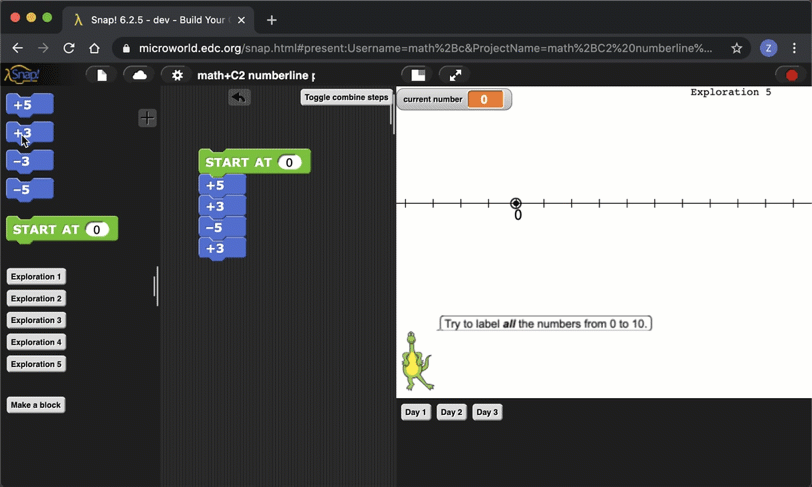 Snap! 6.2.5 - dev - Build Your
microworld.edc.org/snap.html#present:Username=math%2Bc&ProjectName=math%2BC2%20numberline%...
Z
Snap!
math+C2 numberline
+5
+3
−3
−5
START AT 0
Exploration 1
Exploration 2
Exploration 3
Exploration 4
Exploration 5
Make a block
Toggle combine steps
START AT 0
+5
+3
−5
+3
current number 0
Exploration 5
0
Try to label all the numbers from 0 to 10.
Day 1 Day 2 Day 3